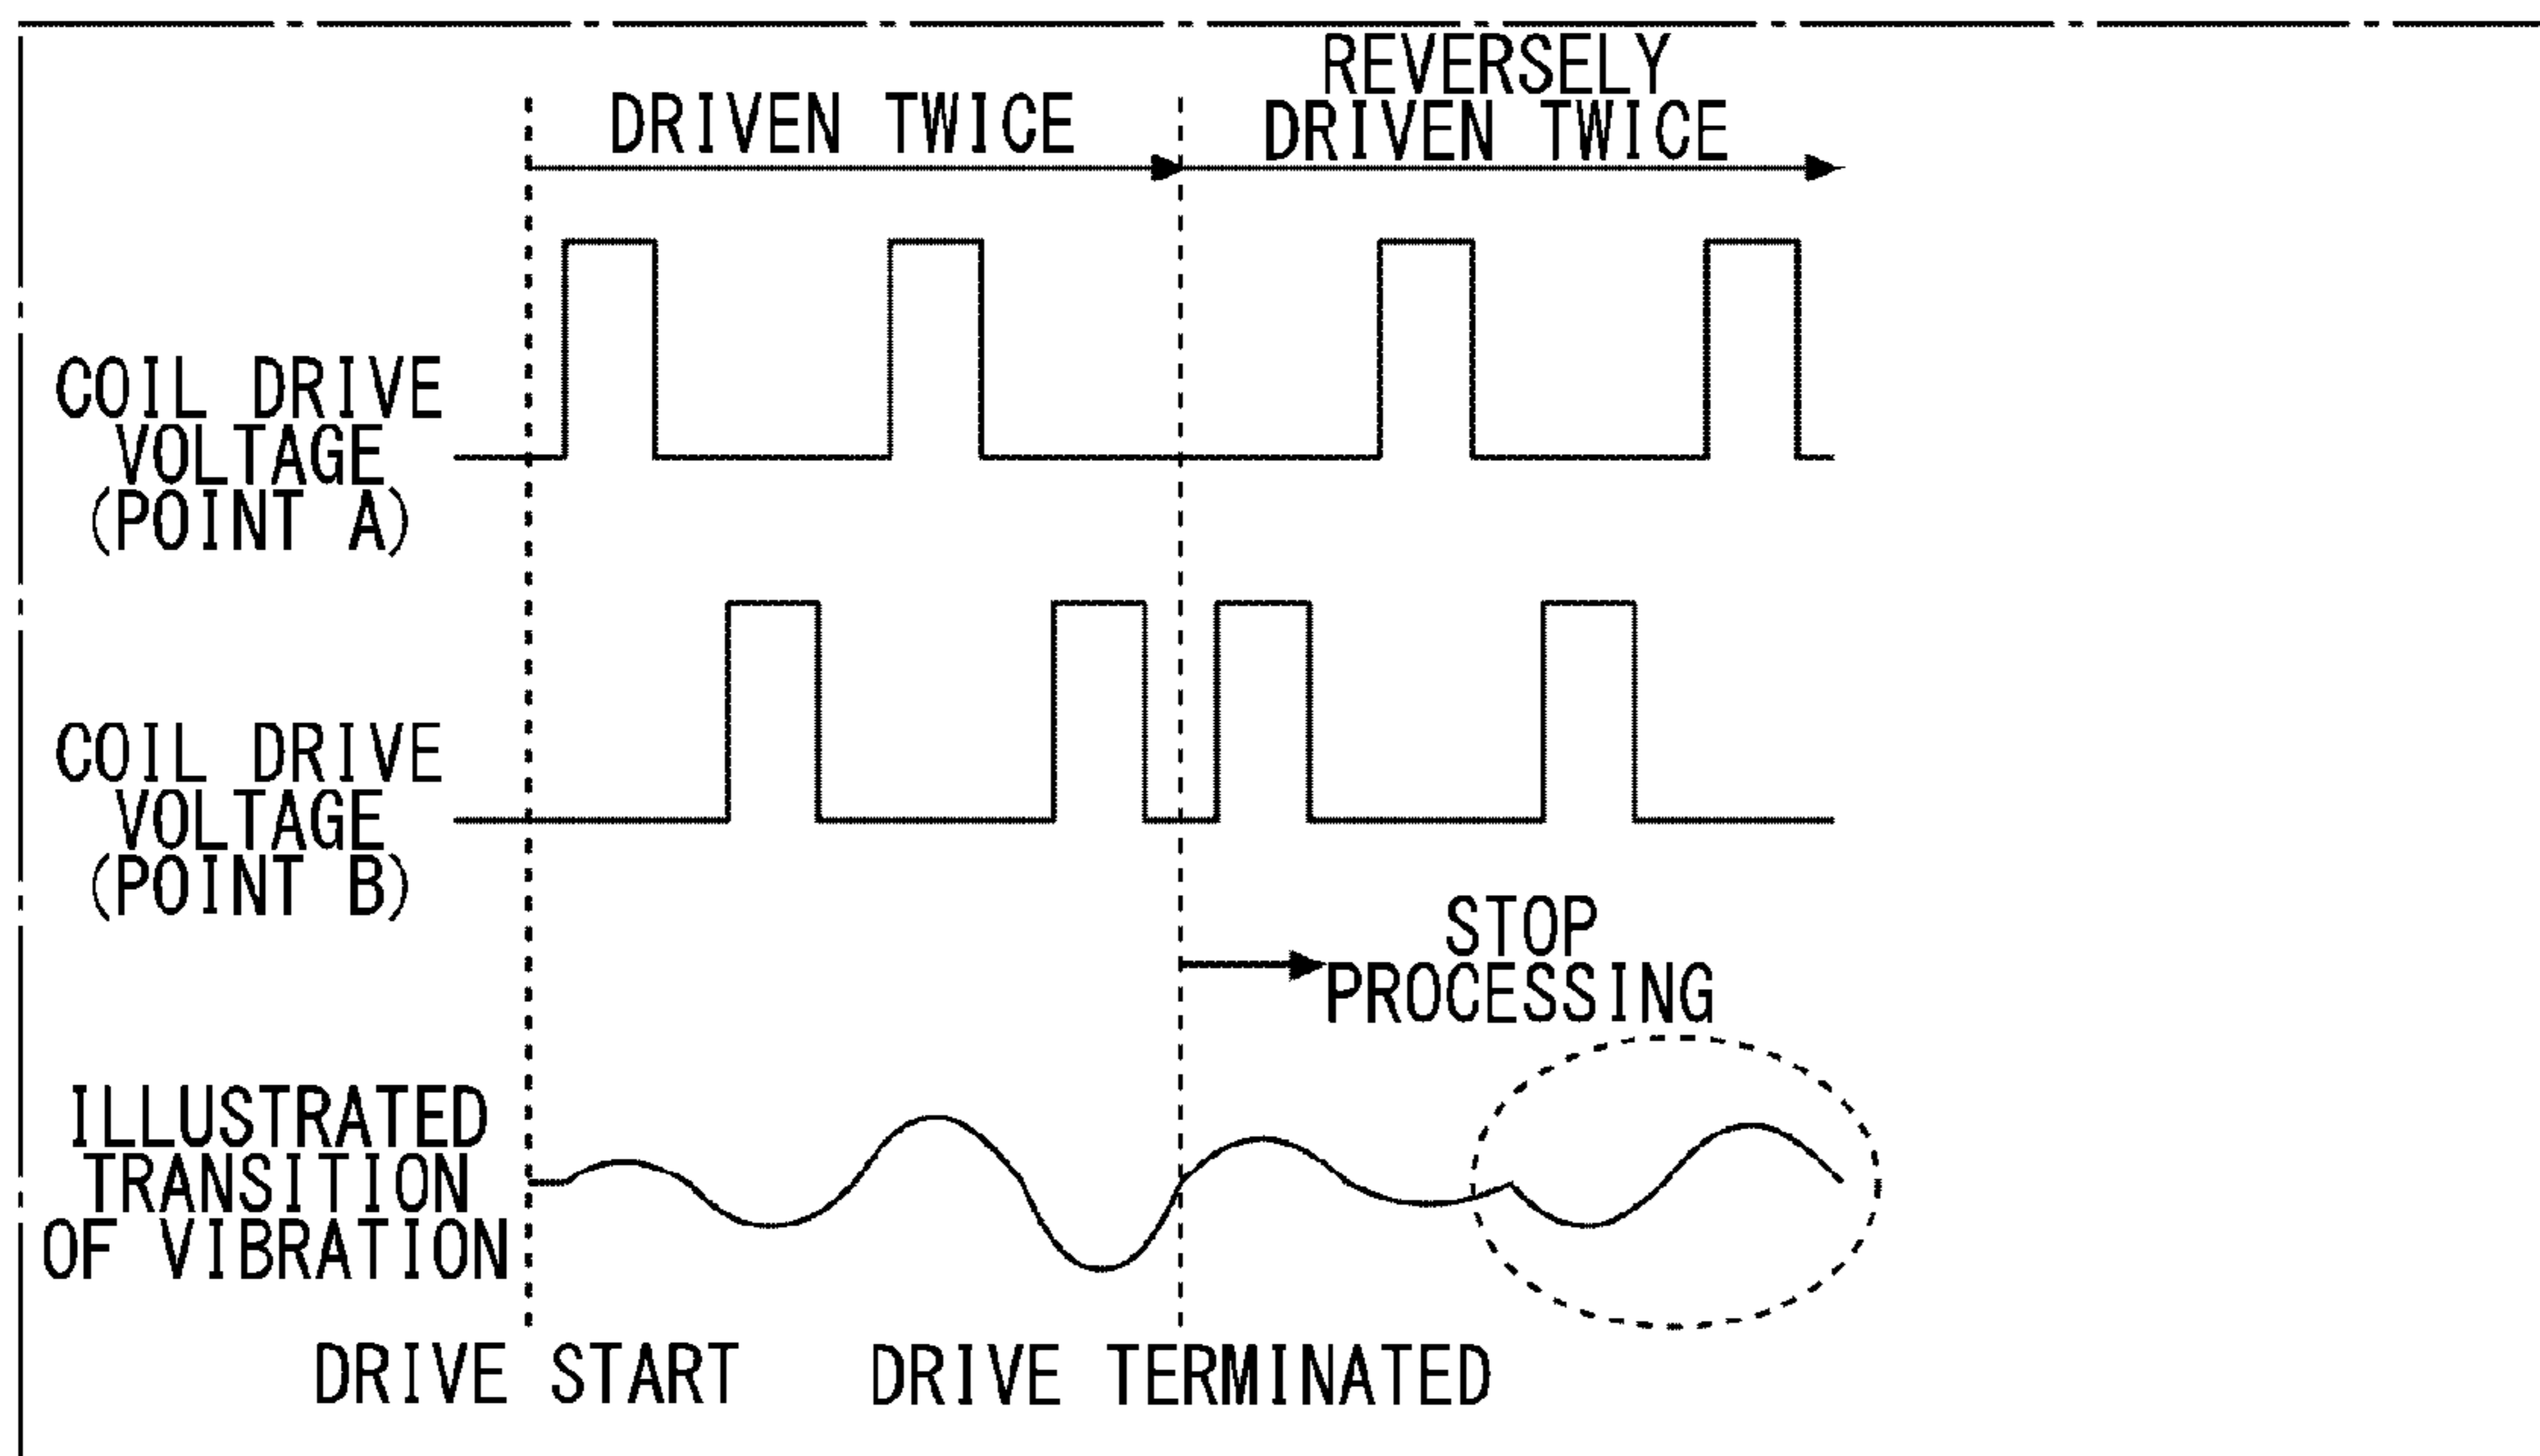 REVERSELY
DRIVEN TWICE
DRIVEN TWICE
COIL DRIVE
VOLTAGE
(POINT A)
COIL DRIVE
VOLTAGE
(POINT B)
STOP
PROCESSING
ILLUSTRATED
TRANSITION
OF VIBRATION
DRIVE START
DRIVE TERMINATED